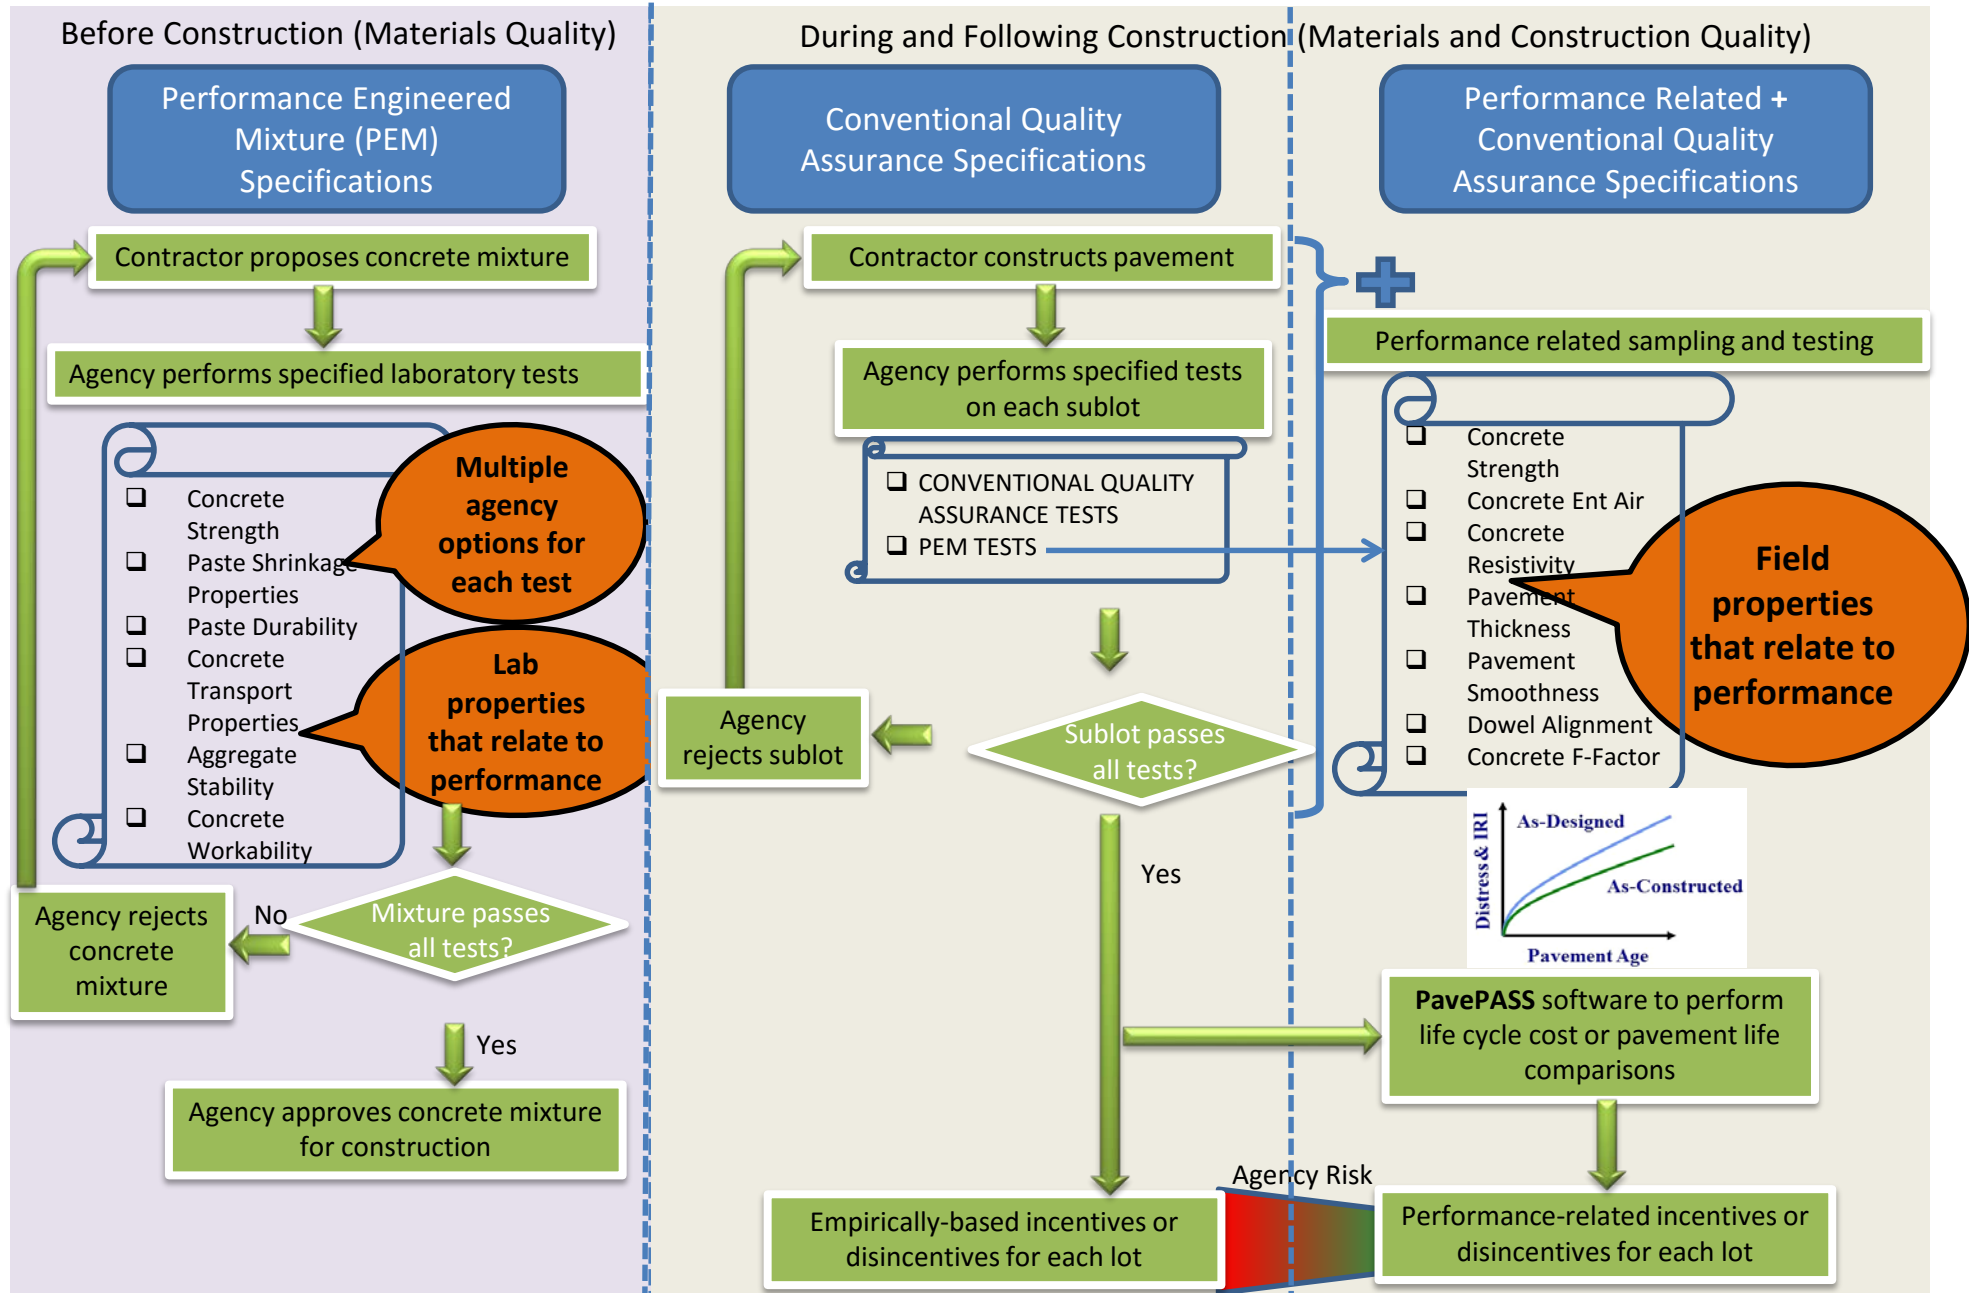 Before Construction (Materials Quality)
During and Following Construction (Materials and Construction Quality)
Performance Engineered
Mixture (PEM)
Specifications
Contractor proposes concrete mixture
Agency performs specified laboratory tests
❑ Concrete
Strength
❑ Paste Shrinkage
Properties
❑ Paste Durability
❑ Concrete
Transport
Properties
❑ Aggregate
Stability
❑ Concrete
Workability
Multiple
agency
options for
each test
Lab
properties
that relate to
performance
Mixture passes
all tests?
No
Agency rejects
concrete
mixture
Yes
Agency approves concrete mixture
for construction
Conventional Quality
Assurance Specifications
Contractor constructs pavement
Agency performs specified tests
on each sublot
❑ CONVENTIONAL QUALITY
ASSURANCE TESTS
❑ PEM TESTS
Sublot passes
all tests?
Agency
rejects sublot
Yes
Empirically-based incentives or
disincentives for each lot
Agency Risk
Performance Related +
Conventional Quality
Assurance Specifications
Performance related sampling and testing
❑ Concrete
Strength
❑ Concrete Ent Air
❑ Concrete
Resistivity
❑ Pavement
Thickness
❑ Pavement
Smoothness
❑ Dowel Alignment
❑ Concrete F-Factor
Field
properties
that relate to
performance
Distress & IRI
As-Designed
As-Constructed
Pavement Age
PavePASS software to perform
life cycle cost or pavement life
comparisons
Performance-related incentives or
disincentives for each lot